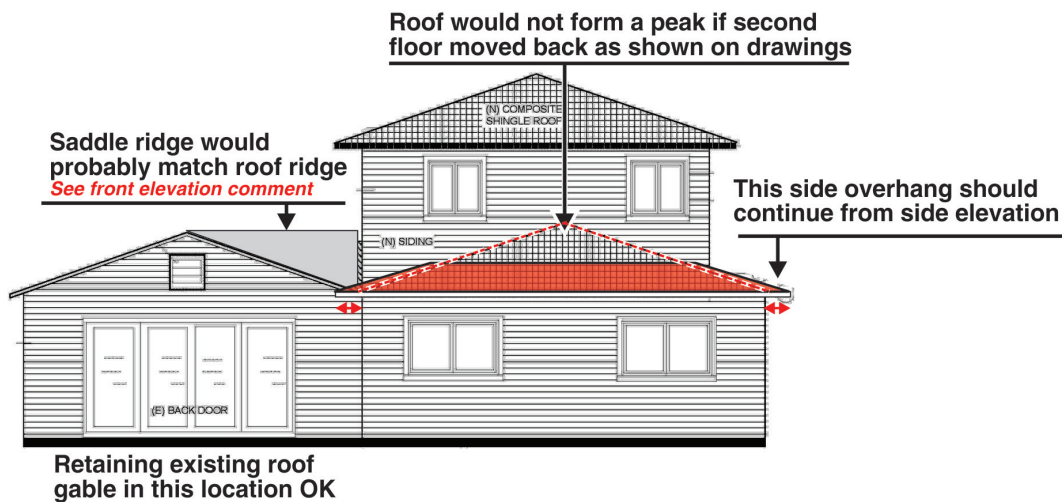 Roof would not form a peak if second
floor moved back as shown on drawings
(N) COMPOSITE
SHINGLE ROOF
Saddle ridge would
probably match roof ridge
See front elevation comment
This side overhang should
continue from side elevation
(N) SIDING
(E) BACK DOOR
Retaining existing roof
gable in this location OK